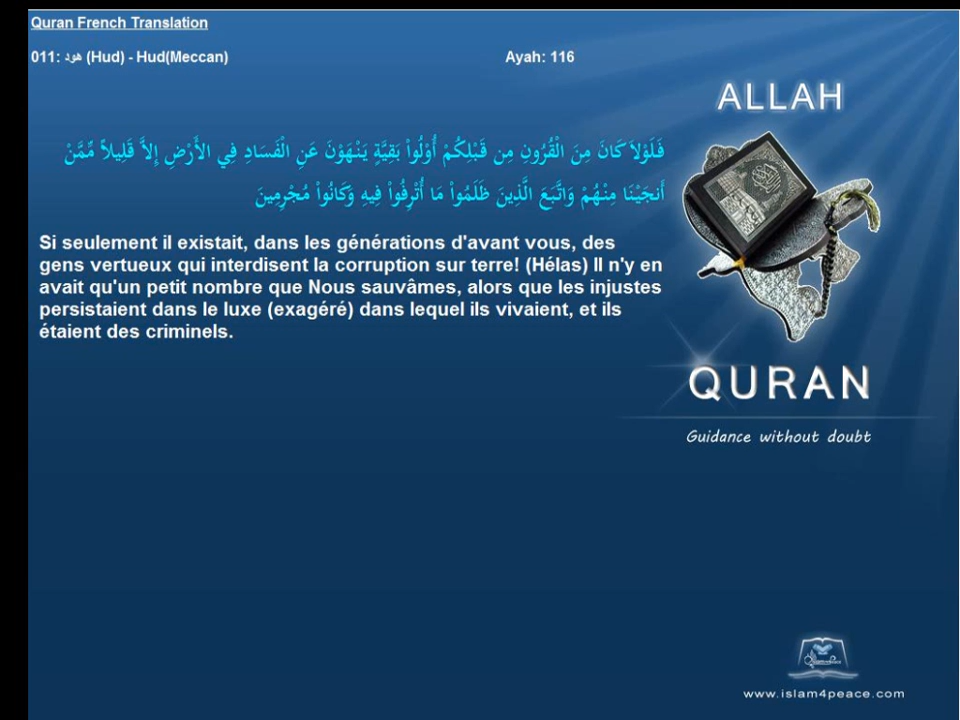 Quran French Translation
011: هود (Hud) - Hud(Meccan) Ayah: 116
ALLAH
فَلَوْلاَ كَانَ مِنَ الْقُرُونِ مِن قَبْلِكُمْ أُوْلُواْ بَقِيَّةٍ يَنْهَوْنَ عَنِ الْفَسَادِ فِي الأَرْضِ إِلاَّ قَلِيلاً مِّمَّنْ
أَنجَيْنَا مِنْهُمْ وَاتَّبَعَ الَّذِينَ ظَلَمُواْ مَا أُتْرِفُواْ فِيهِ وَكَانُواْ مُجْرِمِينَ
Si seulement il existait, dans les générations d'avant vous, des
gens vertueux qui interdisent la corruption sur terre! (Hélas) Il n'y en
avait qu'un petit nombre que Nous sauvâmes, alors que les injustes
persistaient dans le luxe (exagéré) dans lequel ils vivaient, et ils
étaient des criminels.
QURAN
Guidance without doubt
www.islam4peace.com